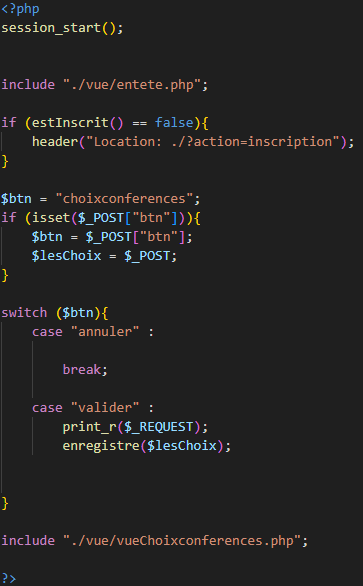 <?php
session_start();
include "./vue/entete.php";
if (estInscrit() == false){
header("Location: ./?action=inscription");
}
$btn = "choixconferences";
if (isset($_POST["btn"])){
$btn = $_POST["btn"];
$lesChoix = $_POST;
}
switch ($btn){
case "annuler" :
break;
case "valider" :
print_r($_REQUEST);
enregistre($lesChoix);
}
include "./vue/vueChoixconferences.php";
?>